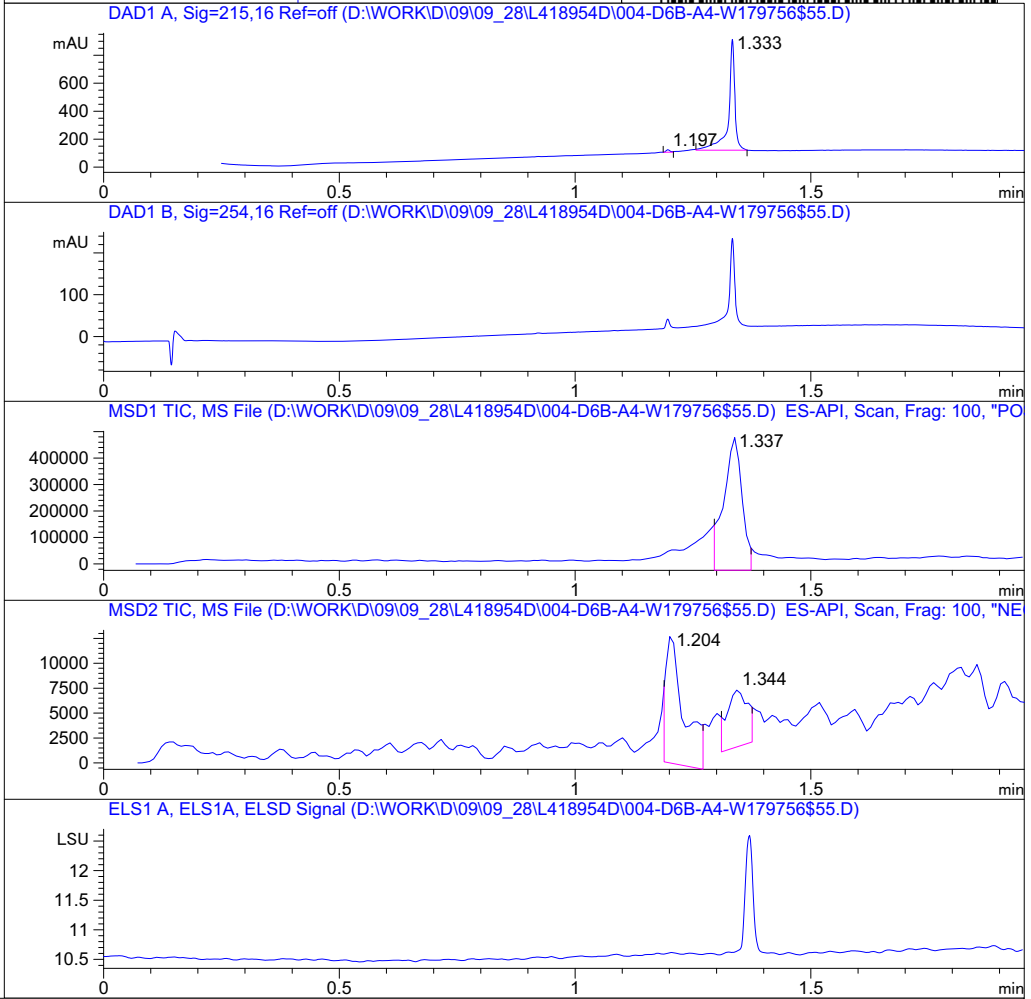 DAD1 A, Sig=215,16 Ref=off (D:\WORK\D\09\09_28\L418954D\004-D6B-A4-W179756$55.D)
mAU
1.333
600
400
1.197
200
0
0 0.5 1 1.5 min
DAD1 B, Sig=254,16 Ref=off (D:\WORK\D\09\09_28\L418954D\004-D6B-A4-W179756$55.D)
mAU
100
0
0 0.5 1 1.5 min
MSD1 TIC, MS File (D:\WORK\D\09\09_28\L418954D\004-D6B-A4-W179756$55.D) ES-API, Scan, Frag: 100, "PO
1.337
400000
300000
200000
100000
0
0 0.5 1 1.5 min
MSD2 TIC, MS File (D:\WORK\D\09\09_28\L418954D\004-D6B-A4-W179756$55.D) ES-API, Scan, Frag: 100, "NE
1.204
10000
1.344
7500
5000
2500
0
0 0.5 1 1.5 min
ELS1 A, ELS1A, ELSD Signal (D:\WORK\D\09\09_28\L418954D\004-D6B-A4-W179756$55.D)
LSU
12
11.5
11
10.5
0 0.5 1 1.5 min